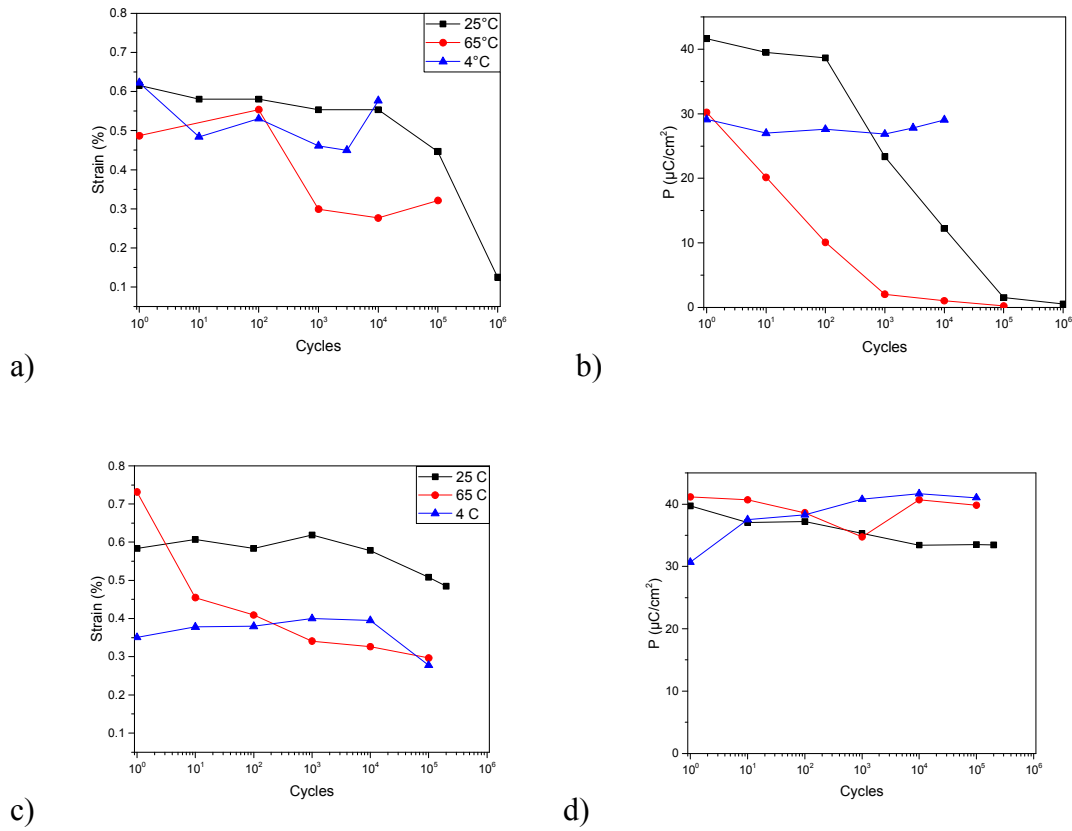 0.8
0.7
0.6
0.5
0.4
0.3
0.2
0.1
Strain (%)
10⁰ 10¹ 10² 10³ 10⁴ 10⁵ 10⁶
Cycles
25°C
65°C
4°C
a)
40
30
20
10
0
P (µC/cm²)
10⁰ 10¹ 10² 10³ 10⁴ 10⁵ 10⁶
Cycles
b)
0.8
0.7
0.6
0.5
0.4
0.3
0.2
0.1
Strain (%)
10⁰ 10¹ 10² 10³ 10⁴ 10⁵ 10⁶
Cycles
25 C
65 C
4 C
c)
40
30
20
10
0
P (µC/cm²)
10⁰ 10¹ 10² 10³ 10⁴ 10⁵ 10⁶
Cycles
d)